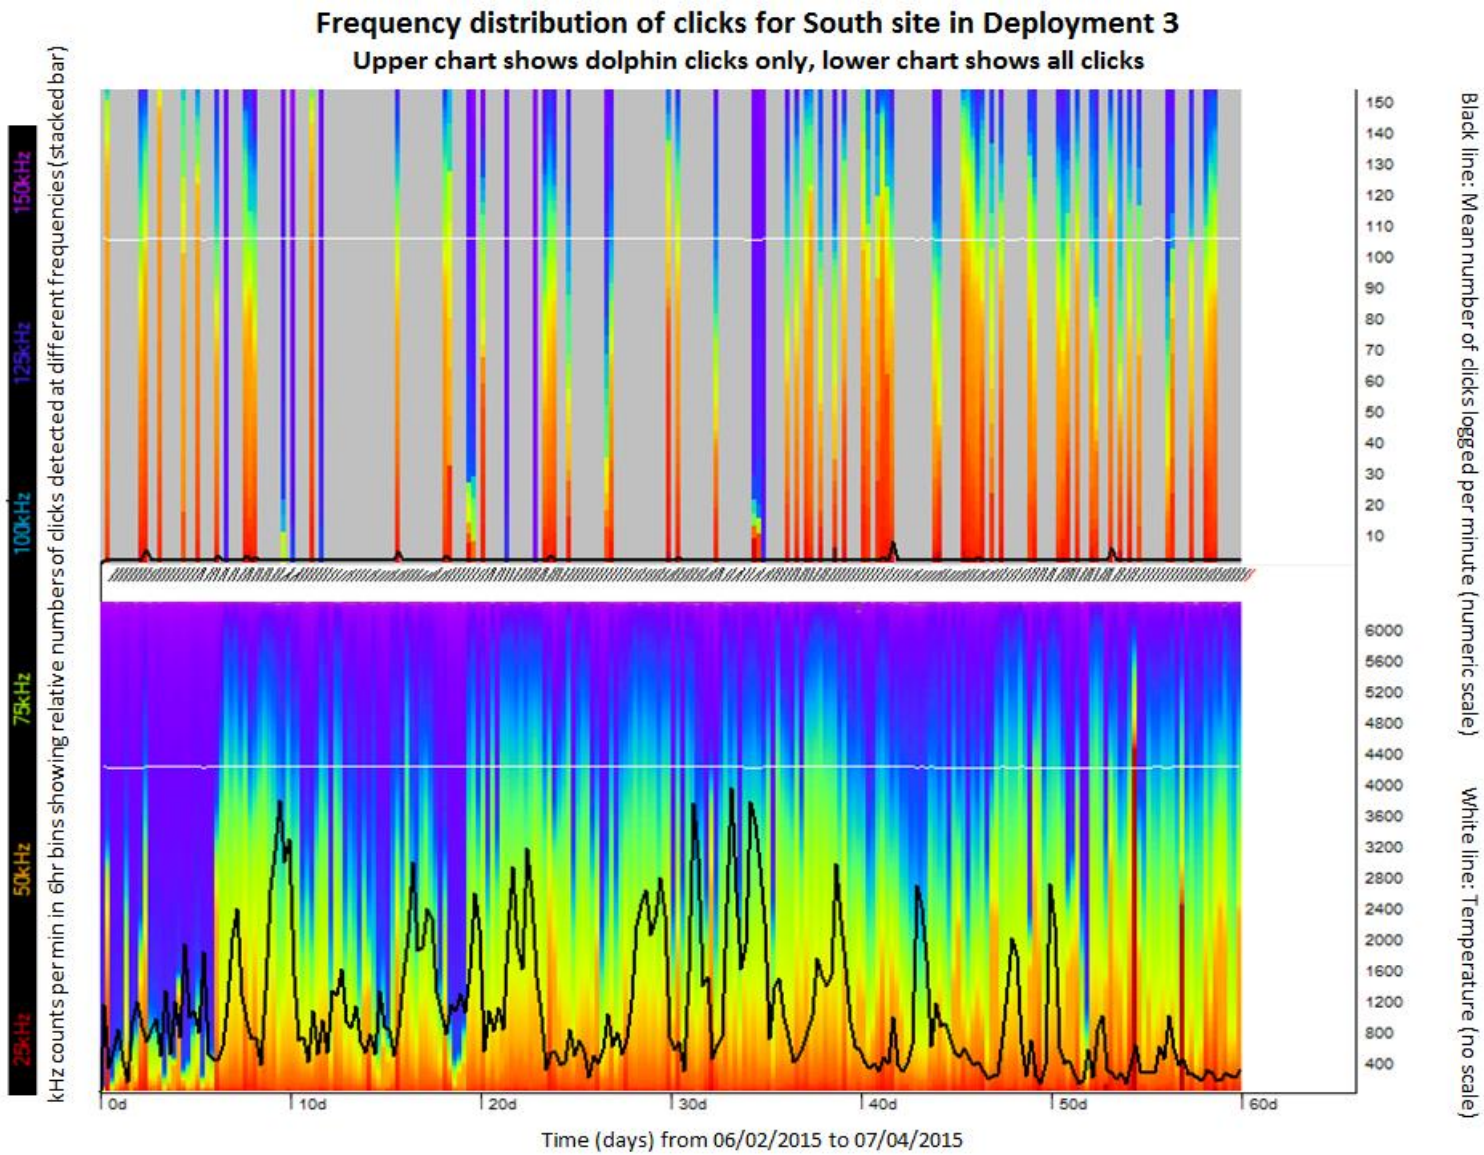 Frequency distribution of clicks for South site in Deployment 3
Upper chart shows dolphin clicks only, lower chart shows all clicks
150kHz
125kHz
100kHz
75kHz
50kHz
25kHz
kHz counts per min in 6hr bins showing relative numbers of clicks detected at different frequencies (stacked bar)
150
140
130
120
110
100
90
80
70
60
50
40
30
20
10
6000
5600
5200
4800
4400
4000
3600
3200
2800
2400
2000
1600
1200
800
400
Black line: Mean number of clicks logged per minute (numeric scale)
White line: Temperature (no scale)
0d 10d 20d 30d 40d 50d 60d
Time (days) from 06/02/2015 to 07/04/2015